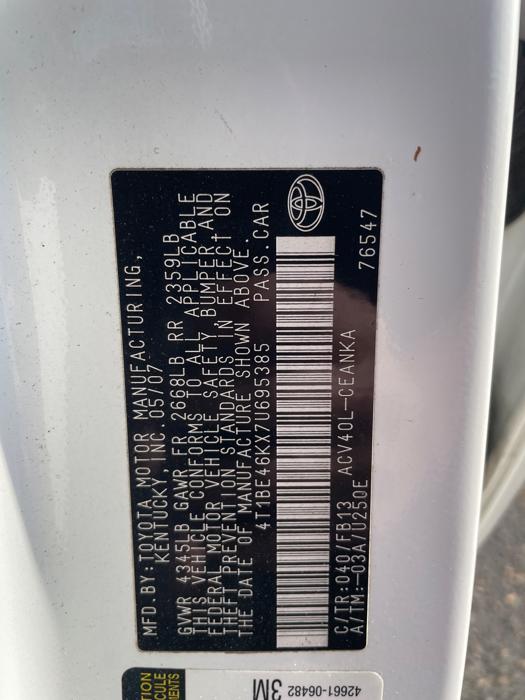 MFD BY:TOYOTA MOTOR MANUFACTURING,
KENTUCKY INC. 05/07
GVWR 4345LB GAWR FR 2668LB RR 2359LB
THIS VEHICLE CONFORMS TO ALL APPLICABLE
FEDERAL MOTOR VEHICLE SAFETY, BUMPER AND
THEFT PREVENTION STANDARDS IN EFFECT ON
THE DATE OF MANUFACTURE SHOWN ABOVE.
4T1BE46KX7U695385 PASS.CAR
C/TR:040/FB13 ACV40L-CEANKA
A/TM:-03A/U250E 76547
3M
42661-06482